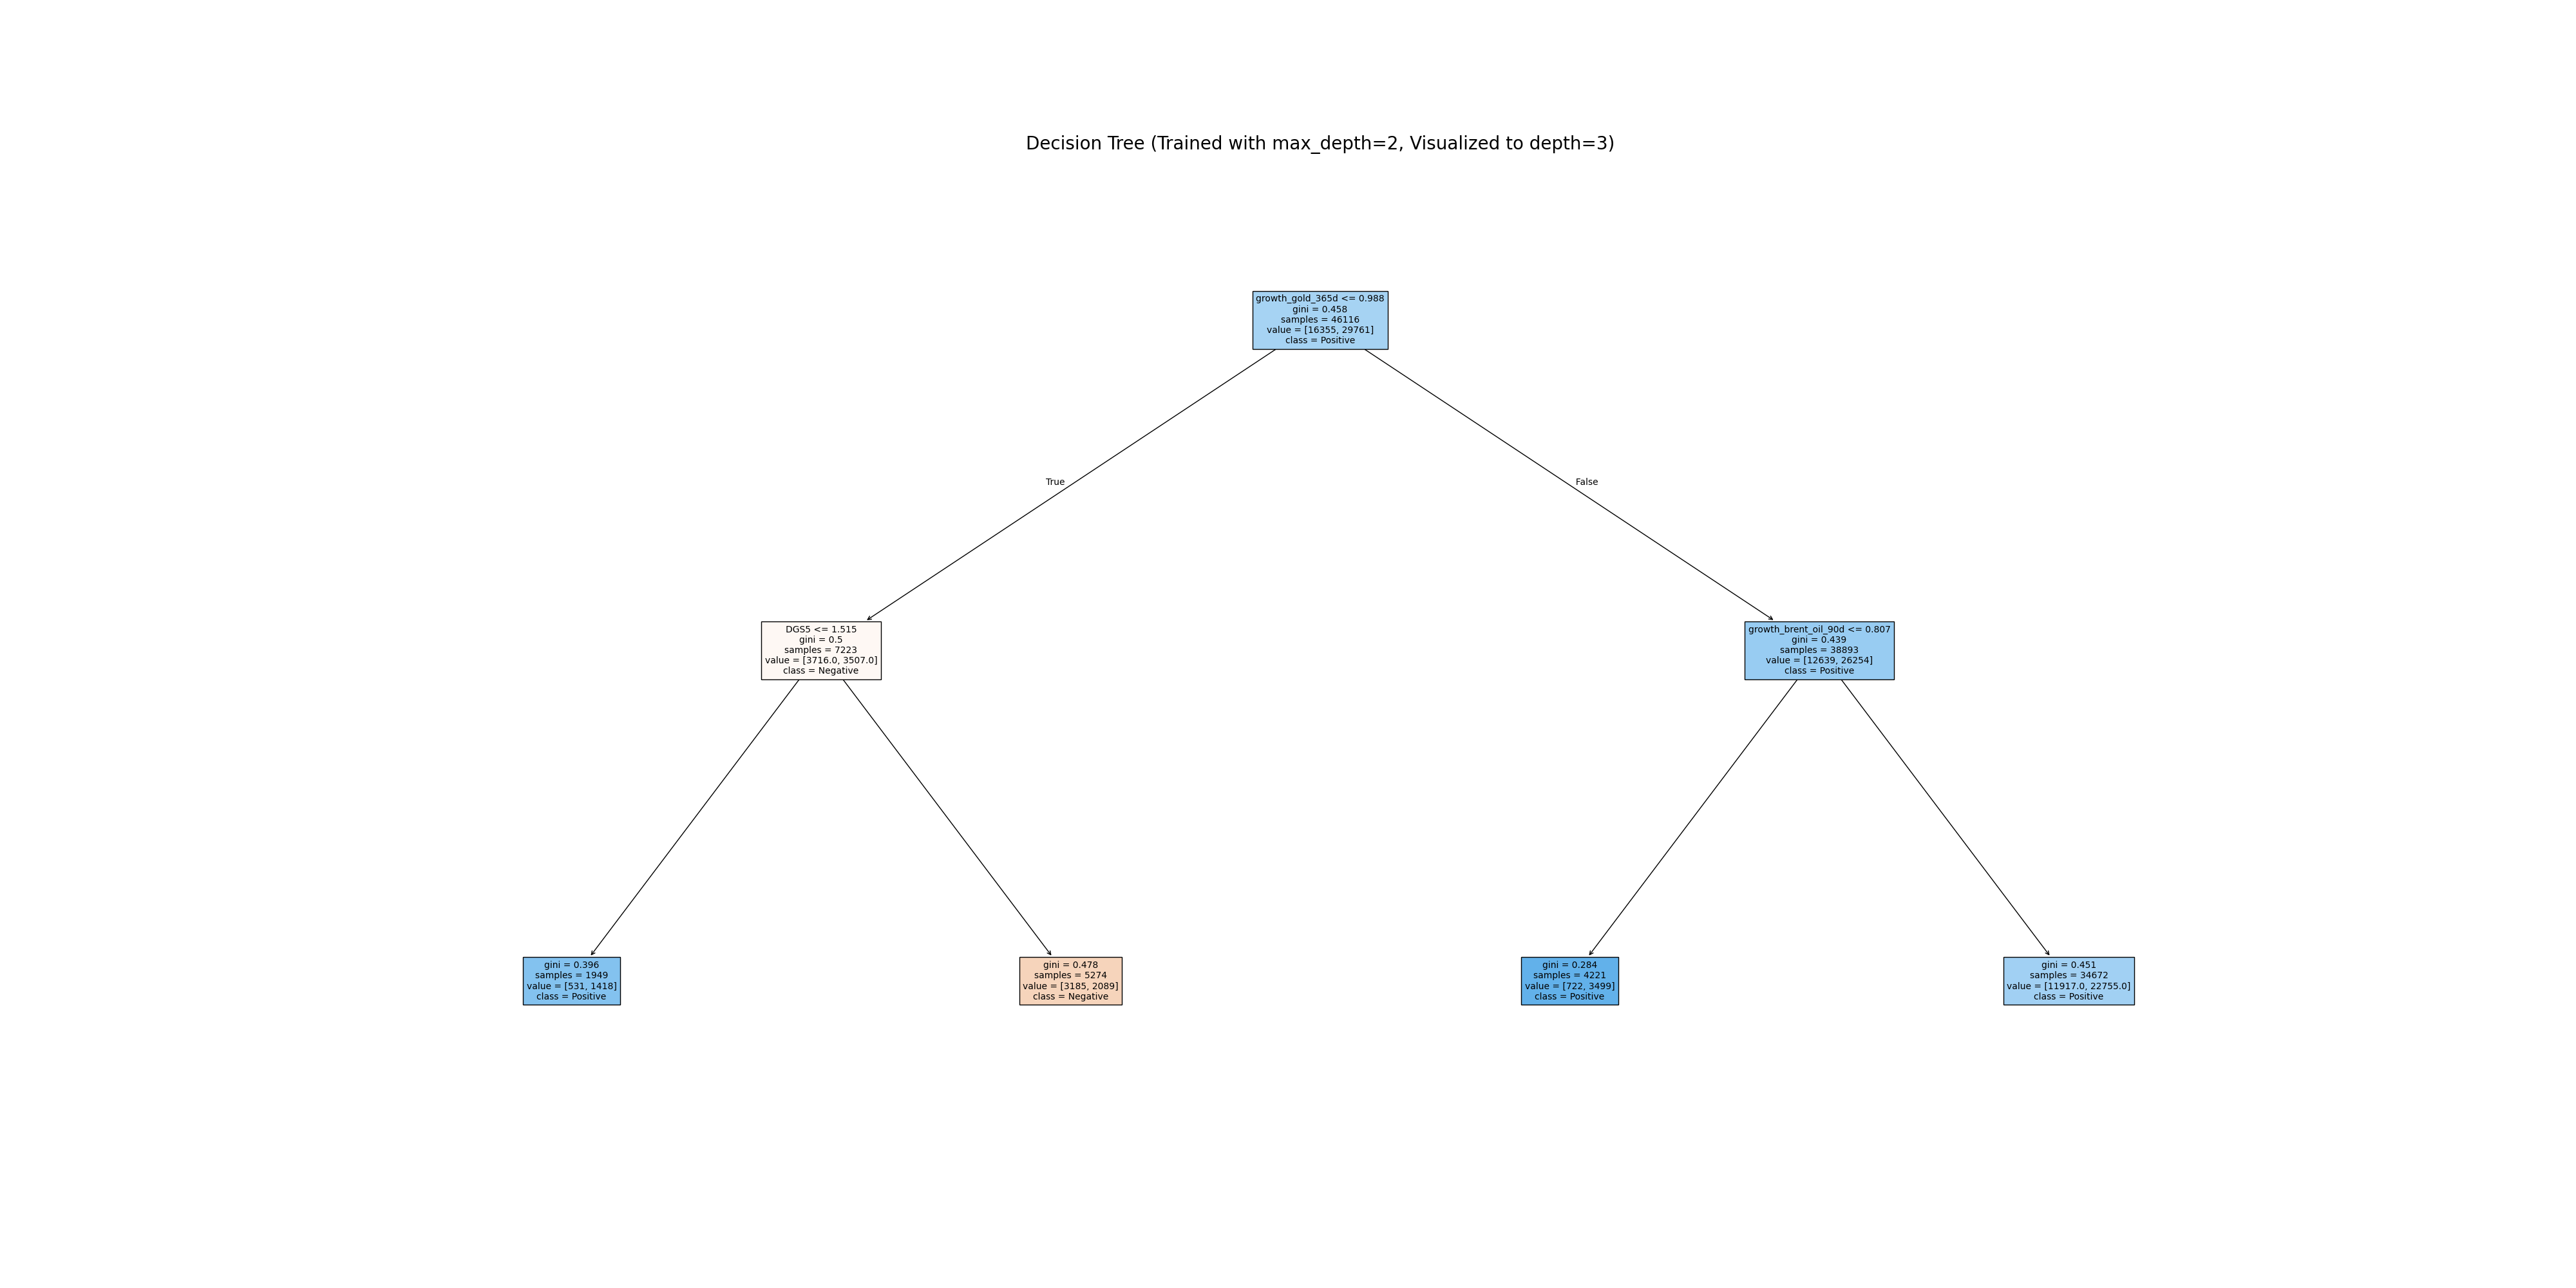 Decision Tree (Trained with max_depth=2, Visualized to depth=3)
growth_gold_365d <= 0.988
gini = 0.458
samples = 46116
value = [16355, 29761]
class = Positive
True
False
DGS5 <= 1.515
gini = 0.5
samples = 7223
value = [3716.0, 3507.0]
class = Negative
growth_brent_oil_90d <= 0.807
gini = 0.439
samples = 38893
value = [12639, 26254]
class = Positive
gini = 0.396
samples = 1949
value = [531, 1418]
class = Positive
gini = 0.478
samples = 5274
value = [3185, 2089]
class = Negative
gini = 0.284
samples = 4221
value = [722, 3499]
class = Positive
gini = 0.451
samples = 34672
value = [11917.0, 22755.0]
class = Positive